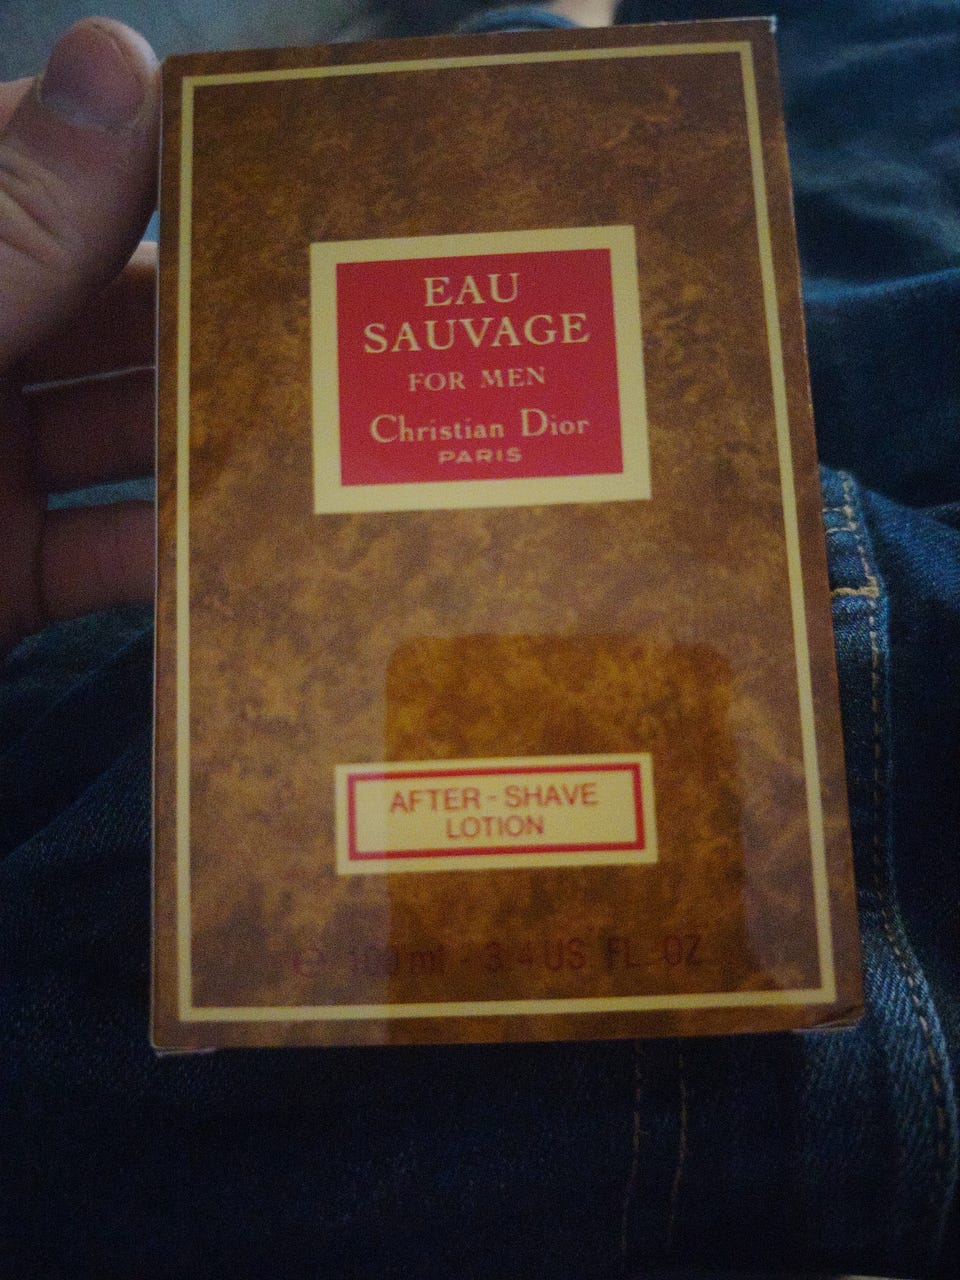 EAU
SAUVAGE
FOR MEN
Christian Dior
PARIS
AFTER - SHAVE
LOTION
e 100 ml - 3.4 US FL. OZ